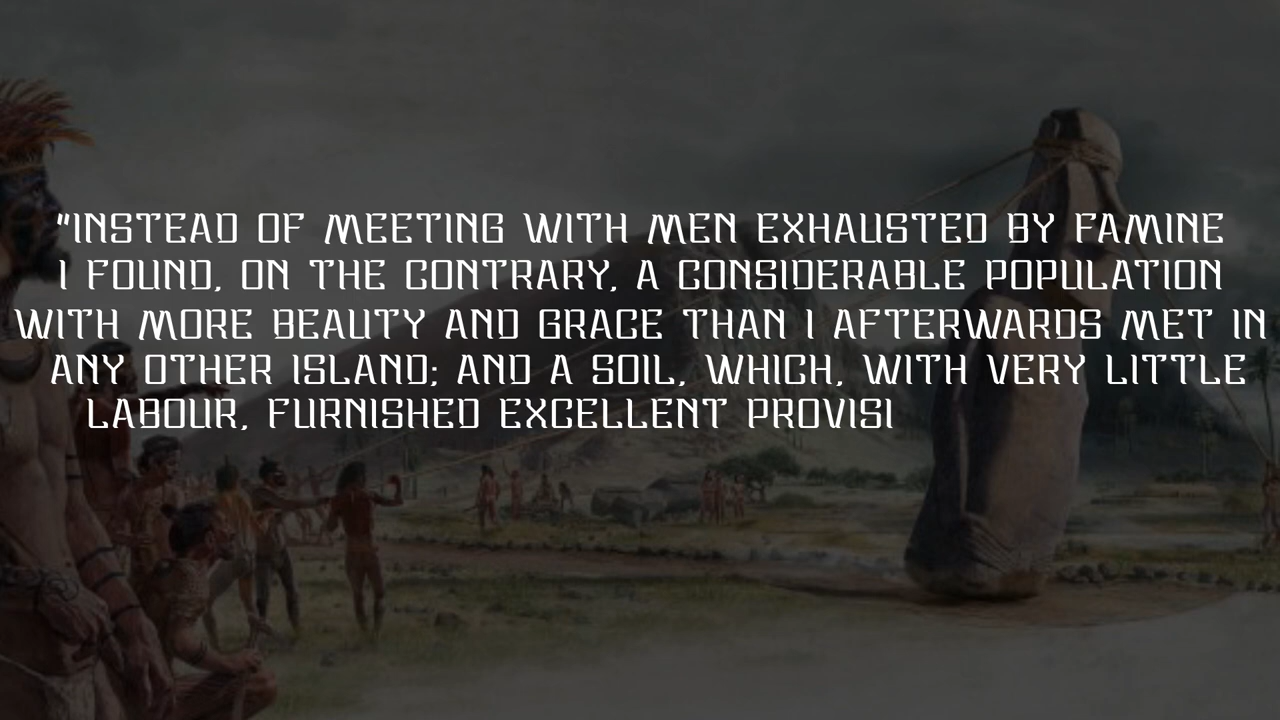 "INSTEAD OF MEETING WITH MEN EXHAUSTED BY FAMINE
I FOUND, ON THE CONTRARY, A CONSIDERABLE POPULATION
WITH MORE BEAUTY AND GRACE THAN I AFTERWARDS MET IN
ANY OTHER ISLAND; AND A SOIL, WHICH, WITH VERY LITTLE
LABOUR, FURNISHED EXCELLENT PROVISI